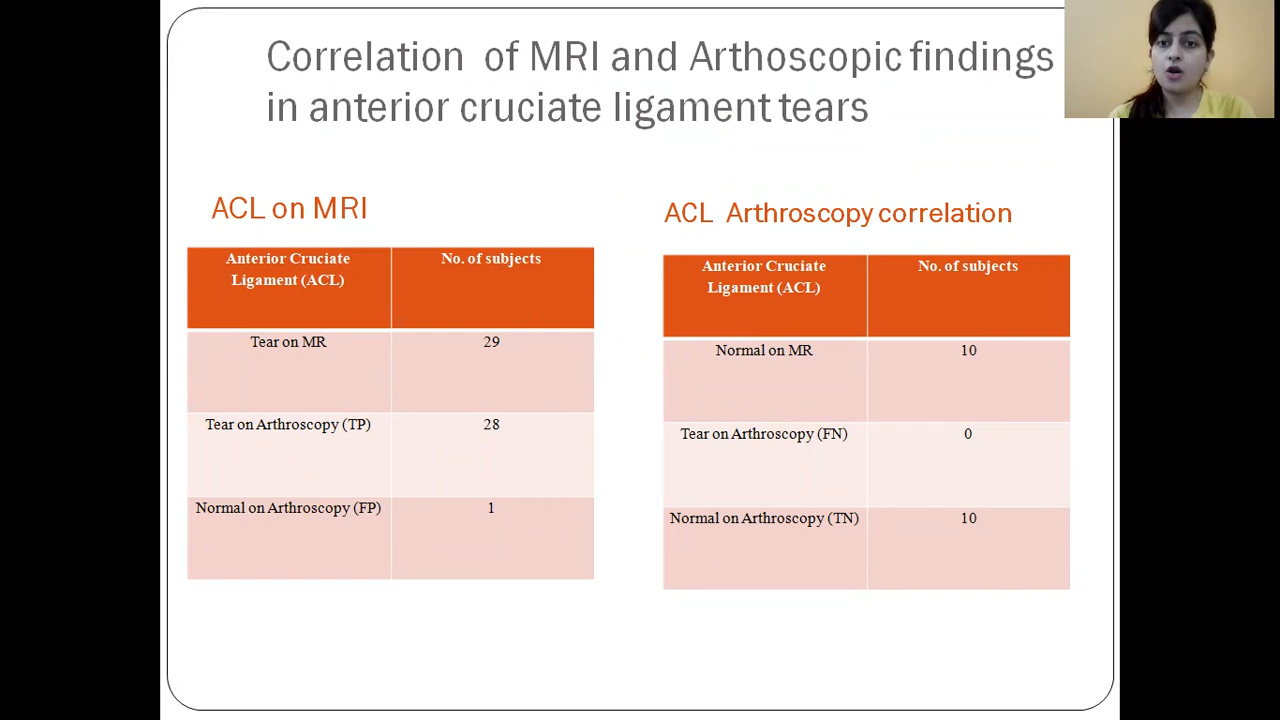 Correlation of MRI and Arthoscopic findings
in anterior cruciate ligament tears
ACL on MRI
Anterior Cruciate
Ligament (ACL)
No. of subjects
Tear on MR
29
Tear on Arthroscopy (TP)
28
Normal on Arthroscopy (FP)
1
ACL Arthroscopy correlation
Anterior Cruciate
Ligament (ACL)
No. of subjects
Normal on MR
10
Tear on Arthroscopy (FN)
0
Normal on Arthroscopy (TN)
10